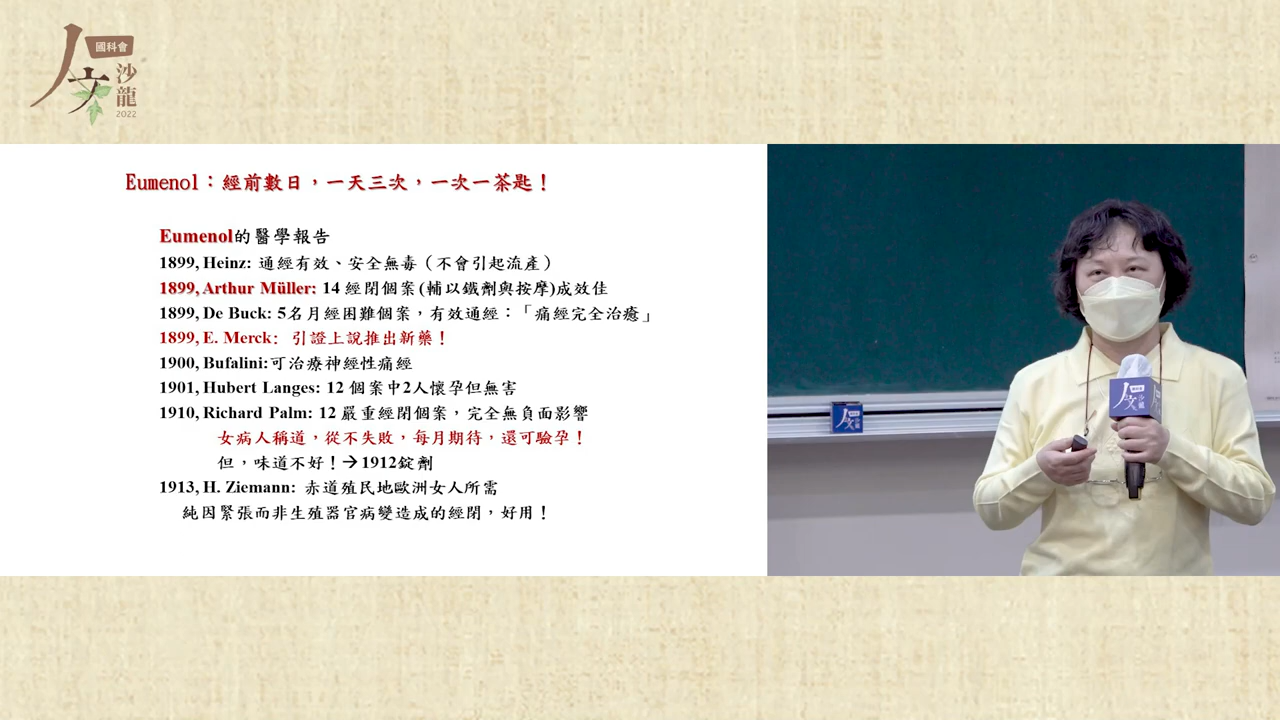 國科會
人文
沙龍
2022
Eumenol：經前數日，一天三次，一次一茶匙！
Eumenol的醫學報告
1899, Heinz: 通經有效、安全無毒（不會引起流產）
1899, Arthur Müller: 14 經閉個案(輔以鐵劑與按摩)成效佳
1899, De Buck: 5名月經困難個案，有效通經：「痛經完全治癒」
1899, E. Merck: 引證上說推出新藥！
1900, Bufalini:可治療神經性痛經
1901, Hubert Langes: 12 個案中2人懷孕但無害
1910, Richard Palm: 12 嚴重經閉個案，完全無負面影響
女病人稱道，從不失敗，每月期待，還可驗孕！
但，味道不好！→1912錠劑
1913, H. Ziemann: 赤道殖民地歐洲女人所需
純因緊張而非生殖器官病變造成的經閉，好用！
人文
沙龍